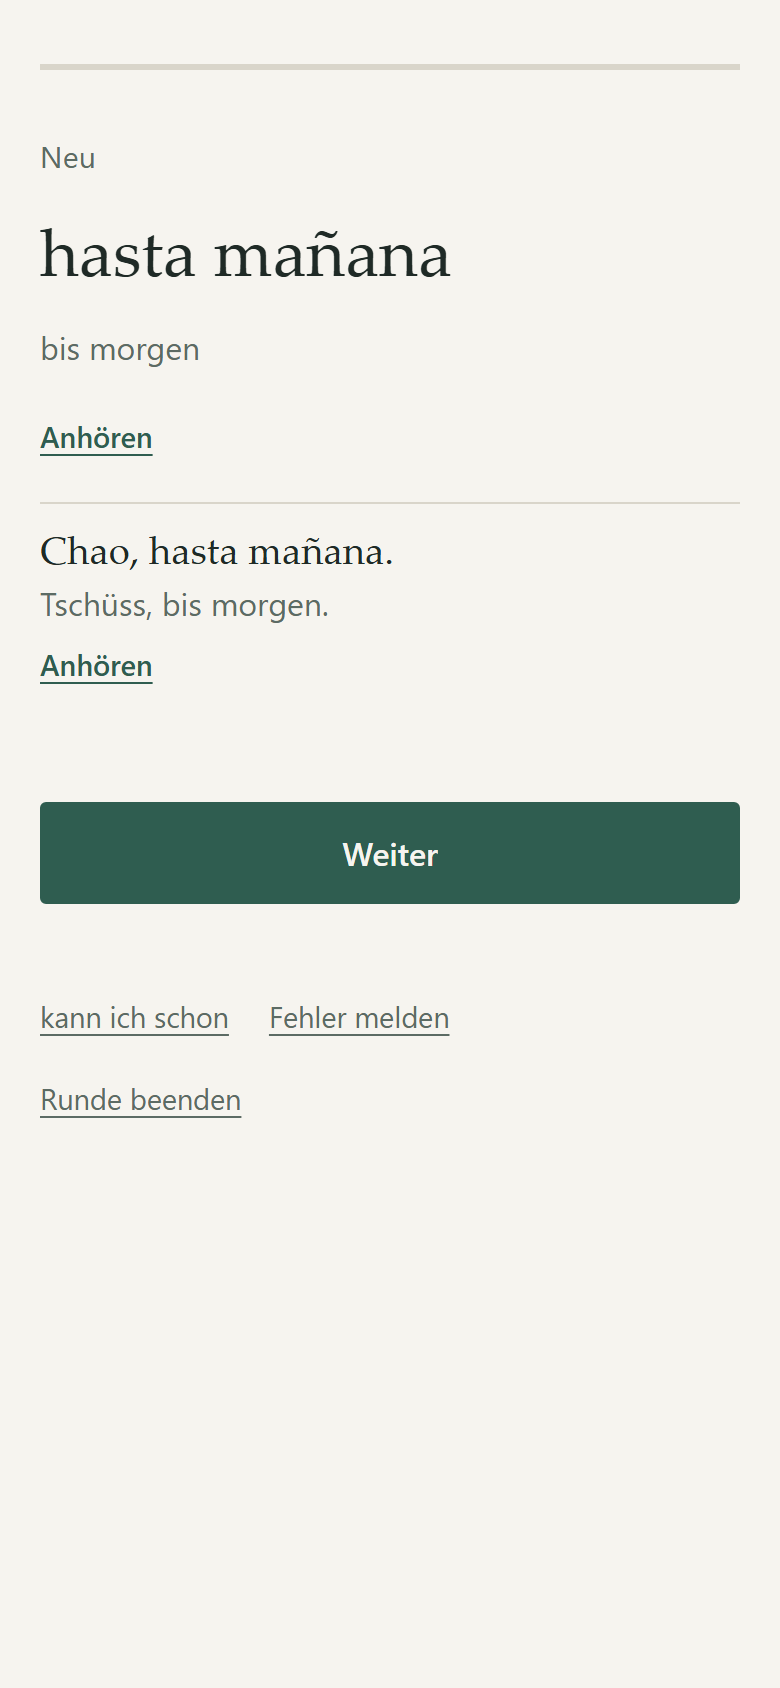 Neu
hasta mañana
bis morgen
Anhören
Chao, hasta mañana.
Tschüss, bis morgen.
Anhören
Weiter
kann ich schon Fehler melden
Runde beenden